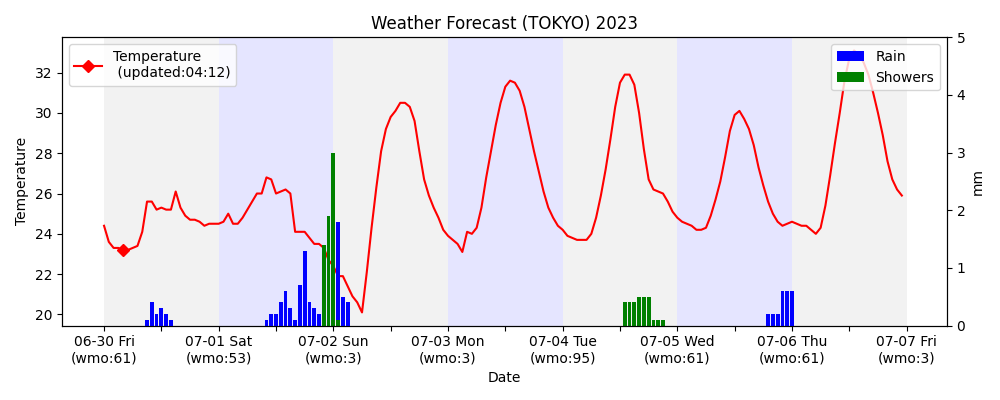 Weather Forecast (TOKYO) 2023
Temperature
(updated:04:12)
Rain
Showers
Temperature
32
30
28
26
24
22
20
5
4
3
2
1
0
mm
06-30 Fri
(wmo:61)
07-01 Sat
(wmo:53)
07-02 Sun
(wmo:3)
07-03 Mon
(wmo:3)
07-04 Tue
(wmo:95)
07-05 Wed
(wmo:61)
07-06 Thu
(wmo:61)
07-07 Fri
(wmo:3)
Date